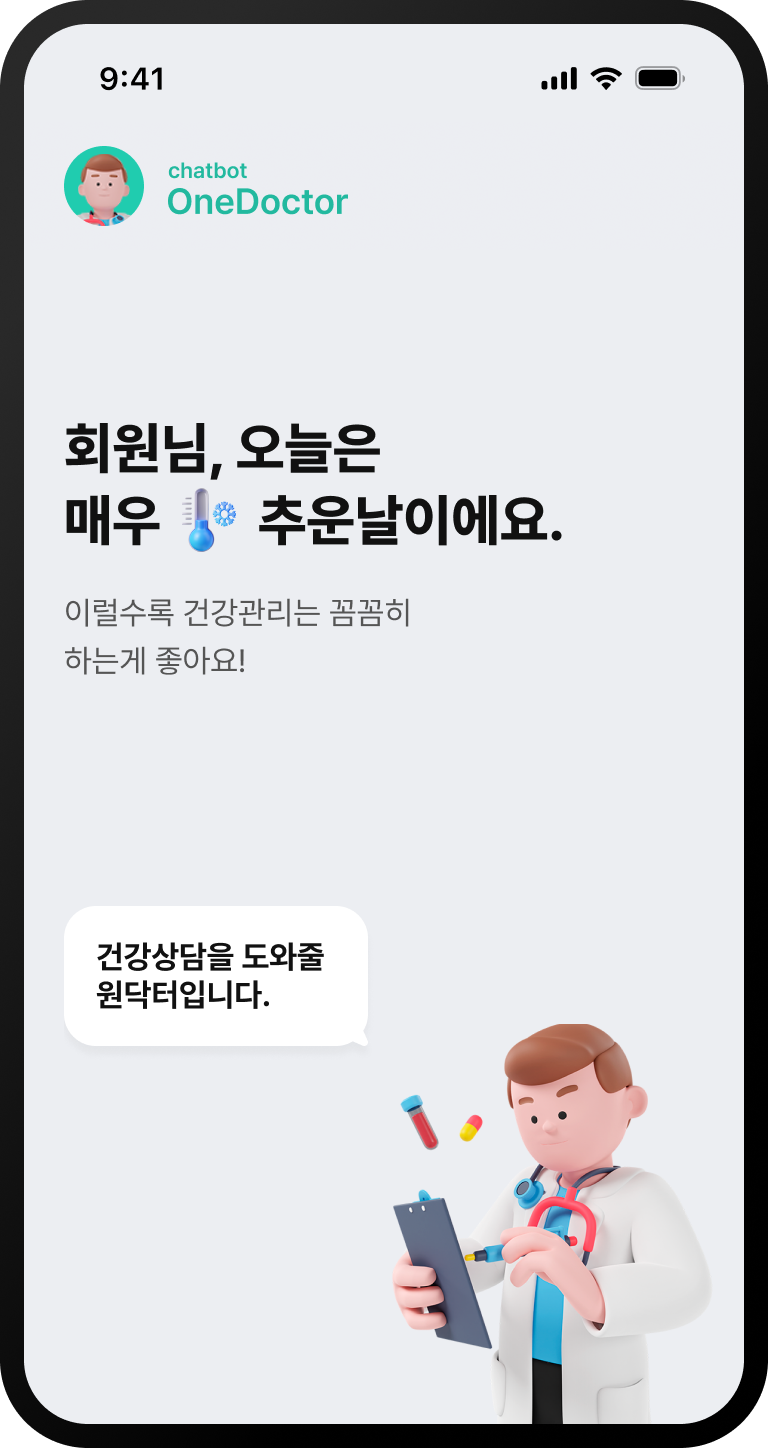 9:41
chatbot
OneDoctor
회원님, 오늘은
매우 추운날이에요.
이럴수록 건강관리는 꼼꼼히
하는게 좋아요!
건강상담을 도와줄
원닥터입니다.